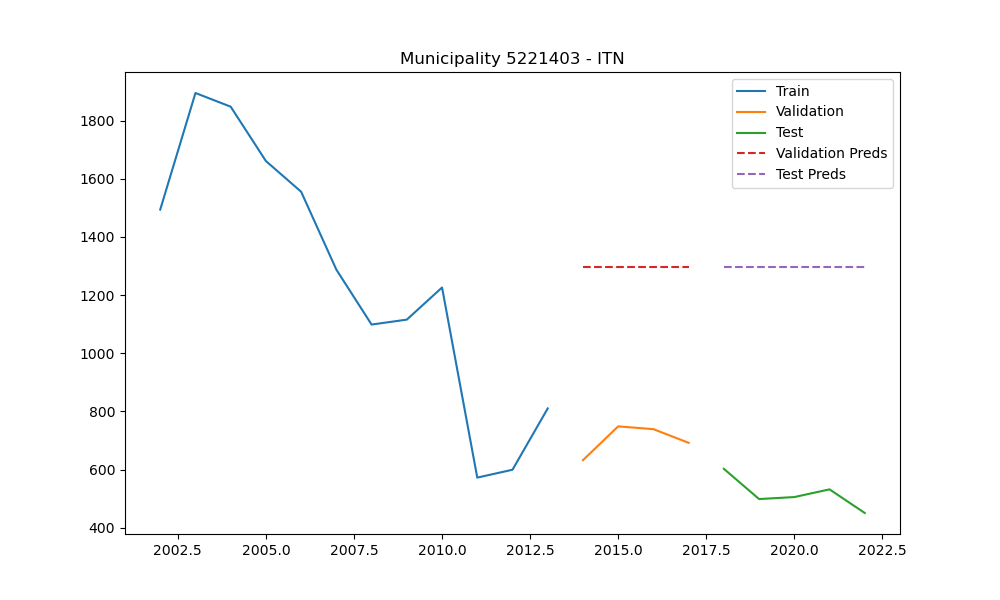 Municipality 5221403 - ITN
Train
Validation
Test
Validation Preds
Test Preds
1800
1600
1400
1200
1000
800
600
400
2002.5 2005.0 2007.5 2010.0 2012.5 2015.0 2017.5 2020.0 2022.5